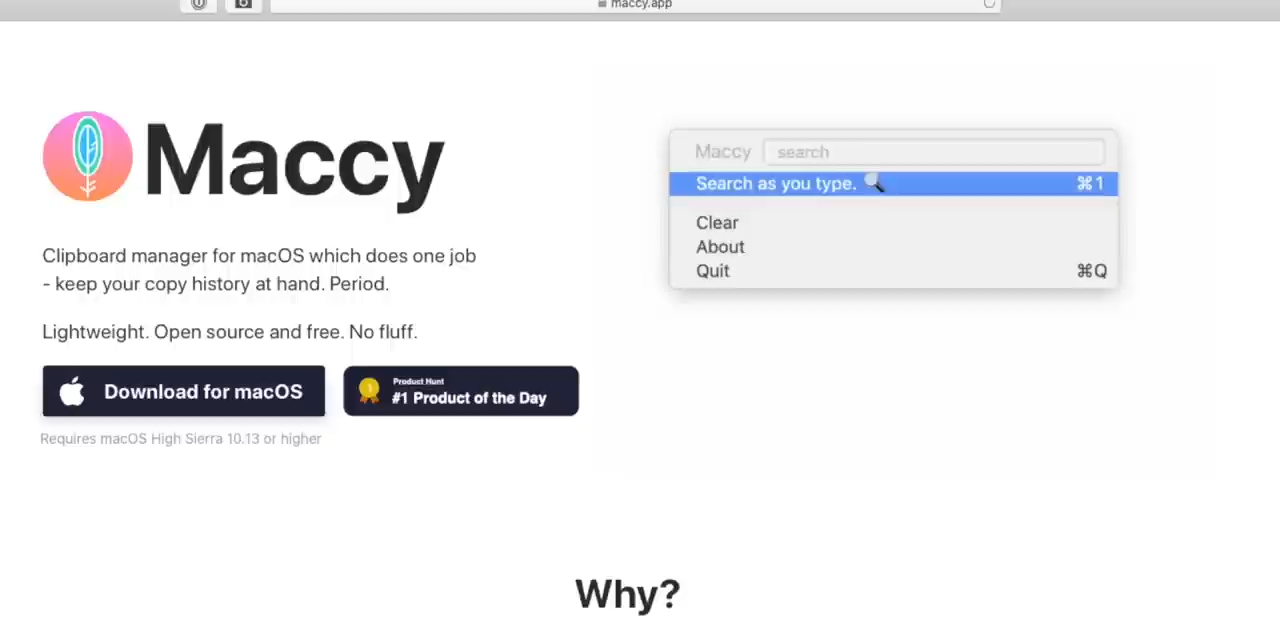 maccy.app
Maccy
Clipboard manager for macOS which does one job
- keep your copy history at hand. Period.
Lightweight. Open source and free. No fluff.
Download for macOS
Product Hunt
#1 Product of the Day
1
Requires macOS High Sierra 10.13 or higher
Maccy search
Search as you type. 🔍 ⌘1
Clear
About
Quit ⌘Q
Why?